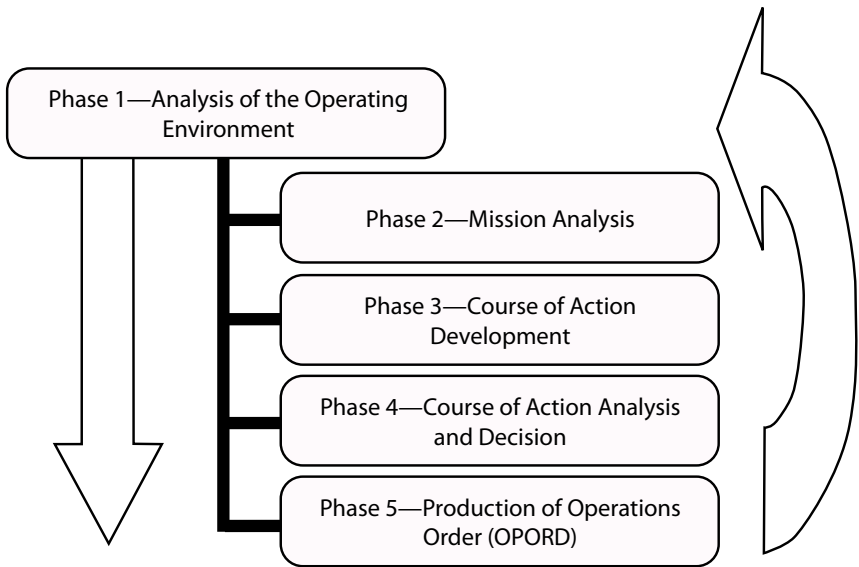 Phase 1—Analysis of the Operating
Environment
Phase 2—Mission Analysis
Phase 3—Course of Action
Development
Phase 4—Course of Action Analysis
and Decision
Phase 5—Production of Operations
Order (OPORD)